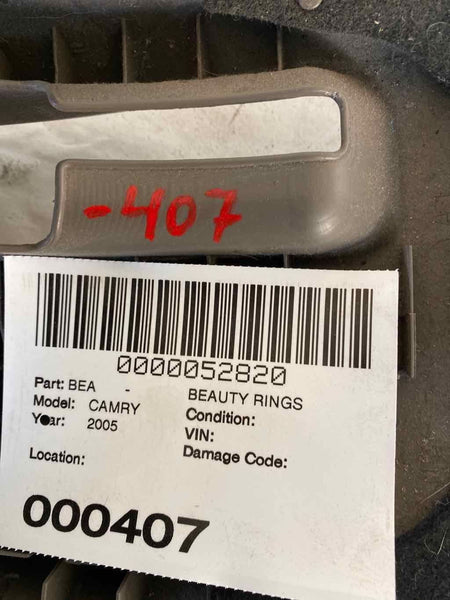 -407
0000052820
Part: BEA - BEAUTY RINGS
Model: CAMRY Condition:
Year: 2005 VIN:
Location: Damage Code:
000407